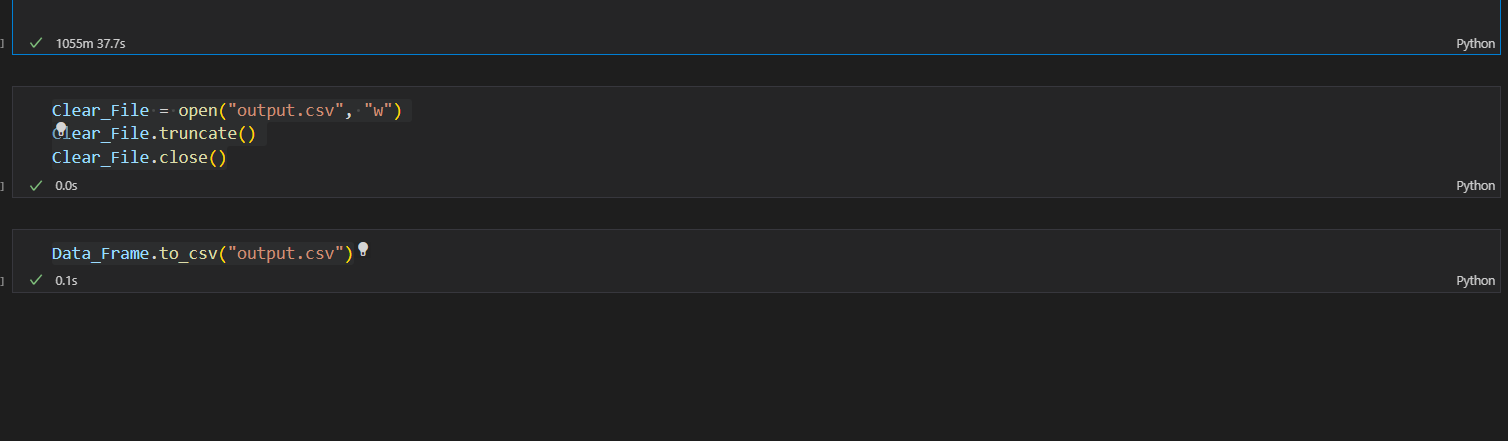 ]
1055m 37.7s
Python
Clear_File = open("output.csv", "w")
Clear_File.truncate()
Clear_File.close()
]
0.0s
Python
Data_Frame.to_csv("output.csv")
]
0.1s
Python